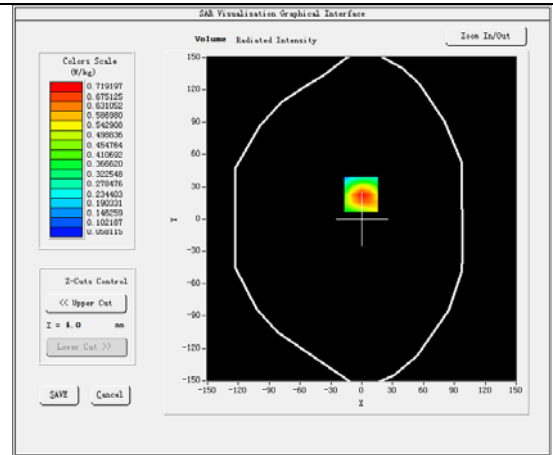 SAR Visualisation Graphical Interface
Volume Radiated Intensity
Zoom In/Out
Colors Scale
(W/kg)
0.719197
0.675125
0.631052
0.586980
0.542908
0.498836
0.454764
0.410692
0.366620
0.322548
0.278476
0.234403
0.190331
0.146259
0.102187
0.058115
Z-Cuts Control
<< Upper Cut
Z = 4.0 mm
Lower Cut >>
SAVE Cancel
150
120
90
60
30
0
-30
-60
-90
-120
-150
Y
-150 -120 -90 -60 -30 0 30 60 90 120 150
X